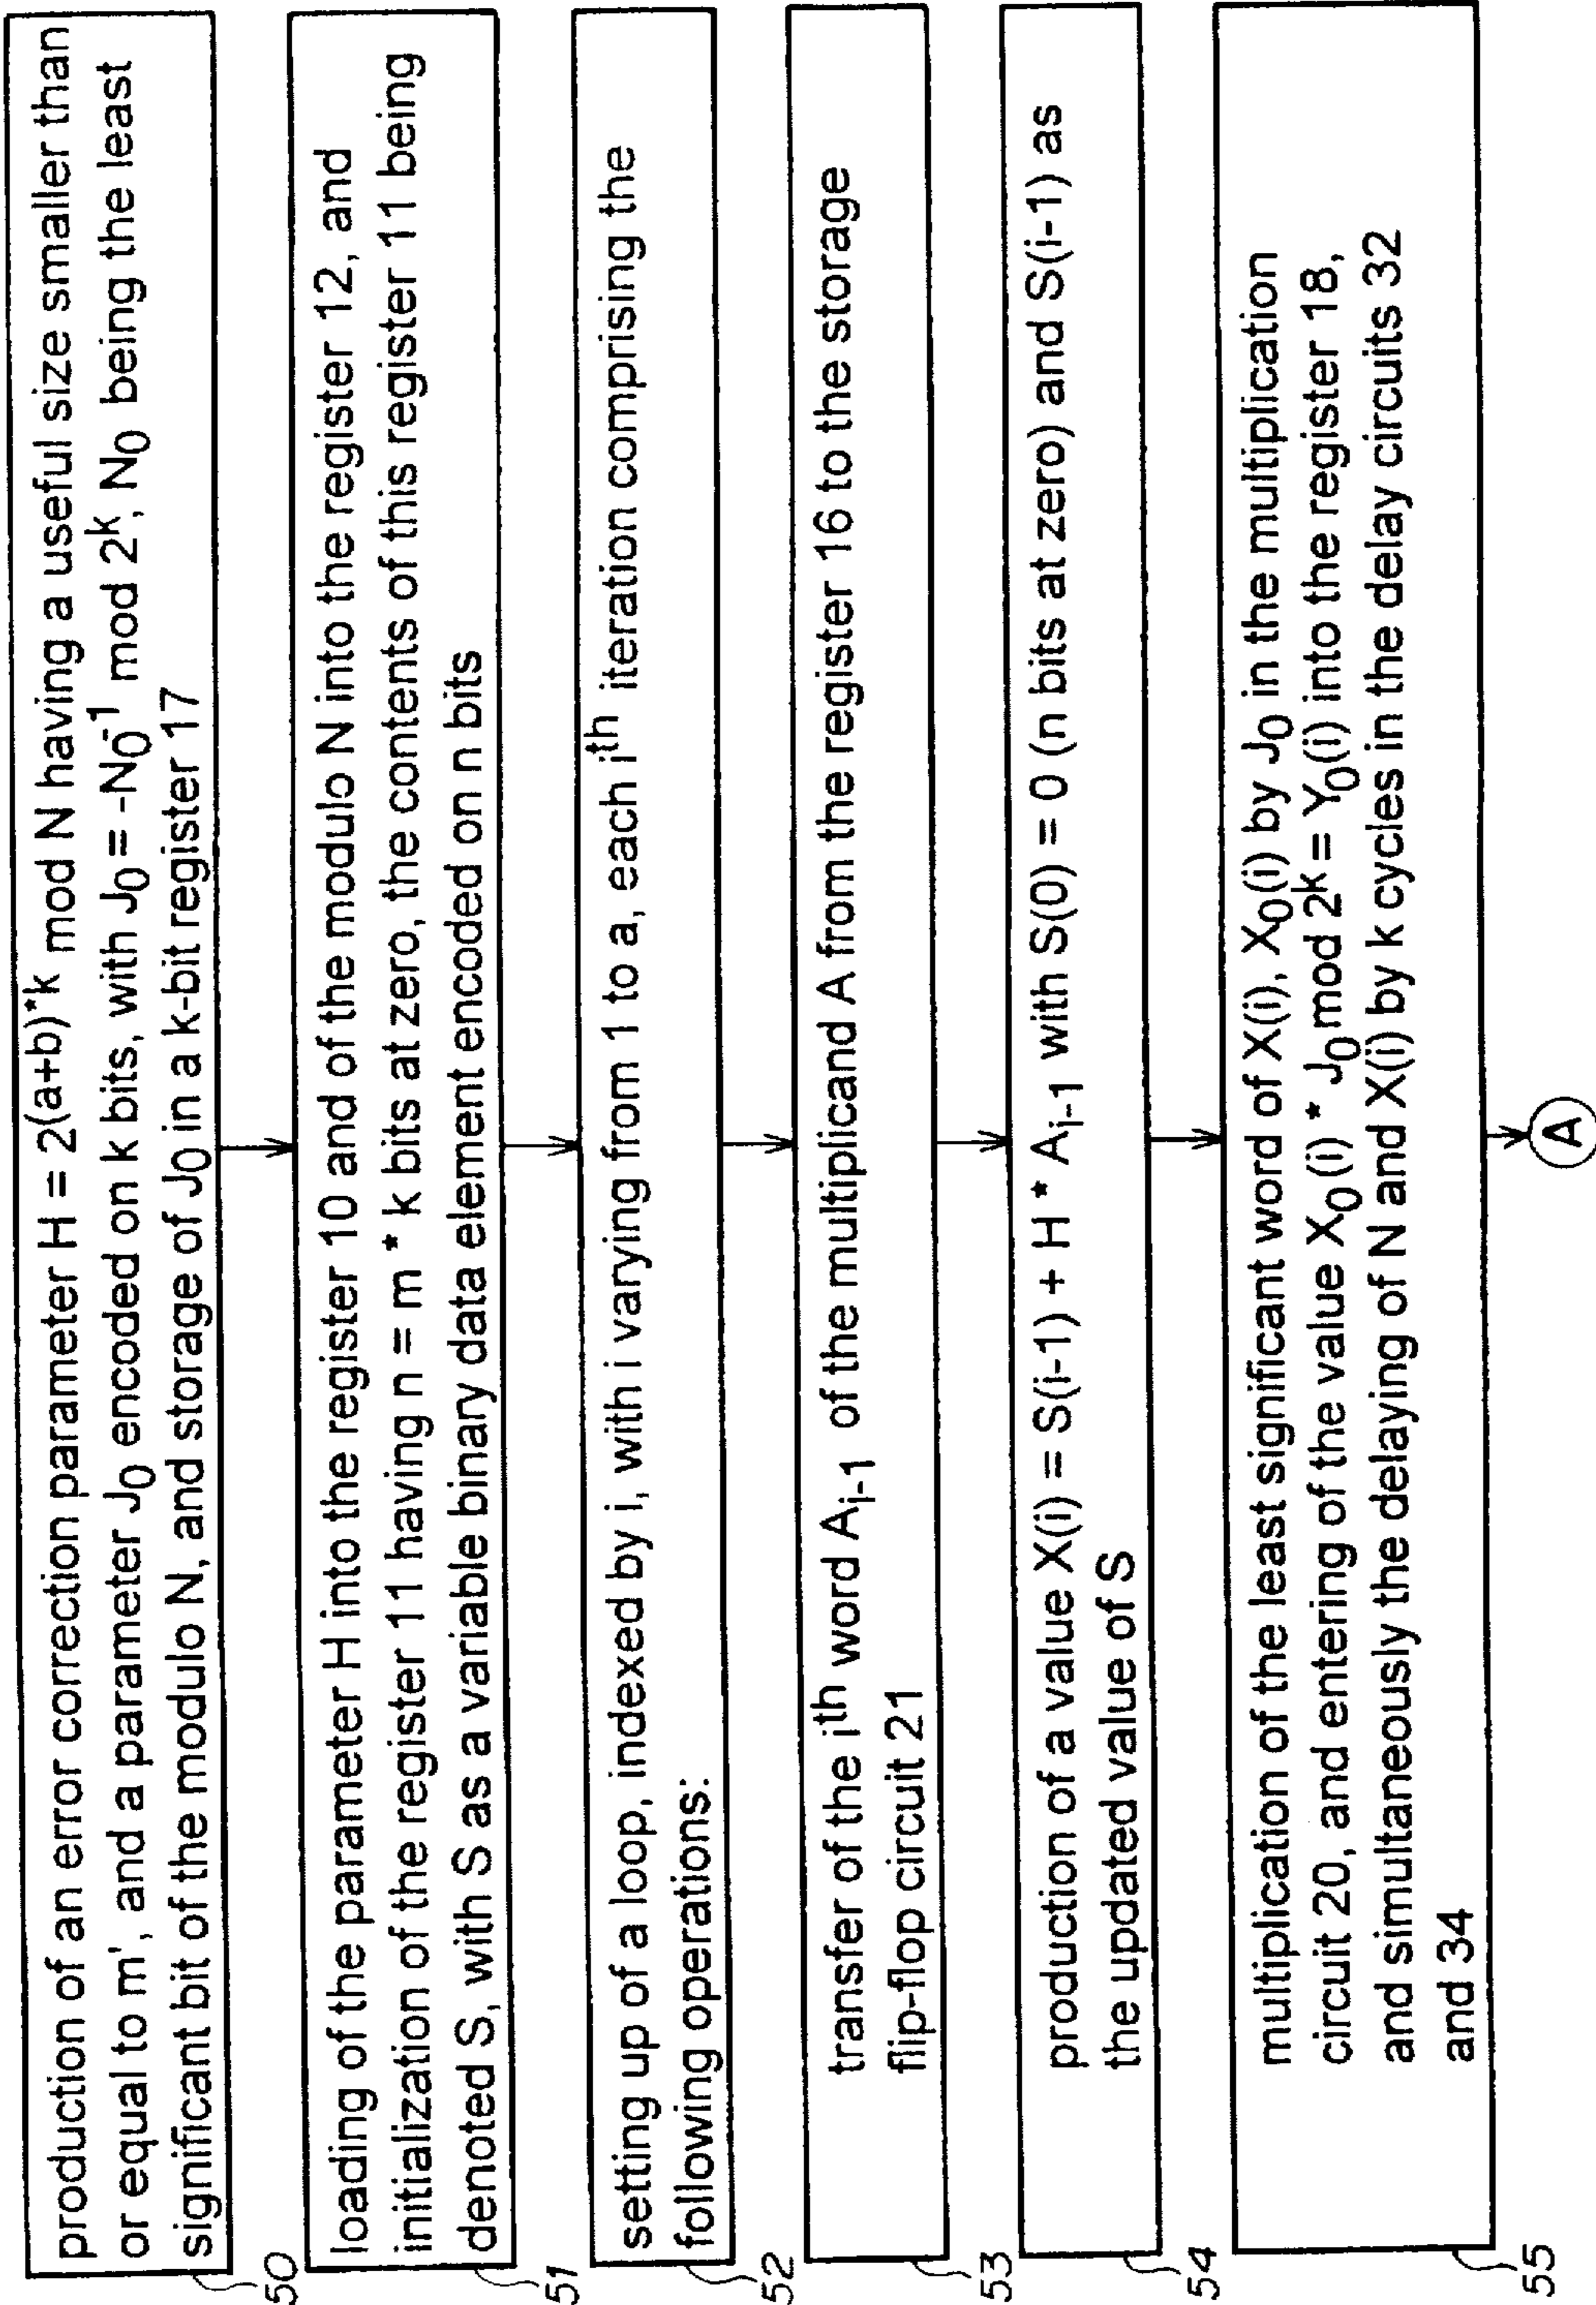 production of an error correction parameter H = 2^(a+b)*k mod N having a useful size smaller than
or equal to m', and a parameter J₀ encoded on k bits, with J₀ = -N₀⁻¹ mod 2ᵏ, N₀ being the least
significant bit of the modulo N, and storage of J₀ in a k-bit register 17
50
loading of the parameter H into the register 10 and of the modulo N into the register 12, and
initialization of the register 11 having n = m * k bits at zero, the contents of this register 11 being
denoted S, with S as a variable binary data element encoded on n bits
51
setting up of a loop, indexed by i, with i varying from 1 to a, each iᵗʰ iteration comprising the
following operations:
52
transfer of the iᵗʰ word Aᵢ₋₁ of the multiplicand A from the register 16 to the storage
flip-flop circuit 21
53
production of a value X(i) = S(i-1) + H * Aᵢ₋₁ with S(0) = 0 (n bits at zero) and S(i-1) as
the updated value of S
54
multiplication of the least significant word of X(i), X₀(i) by J₀ in the multiplication
circuit 20, and entering of the value X₀(i) * J₀ mod 2ᵏ = Y₀(i) into the register 18,
and simultaneously the delaying of N and X(i) by k cycles in the delay circuits 32
and 34
55
A